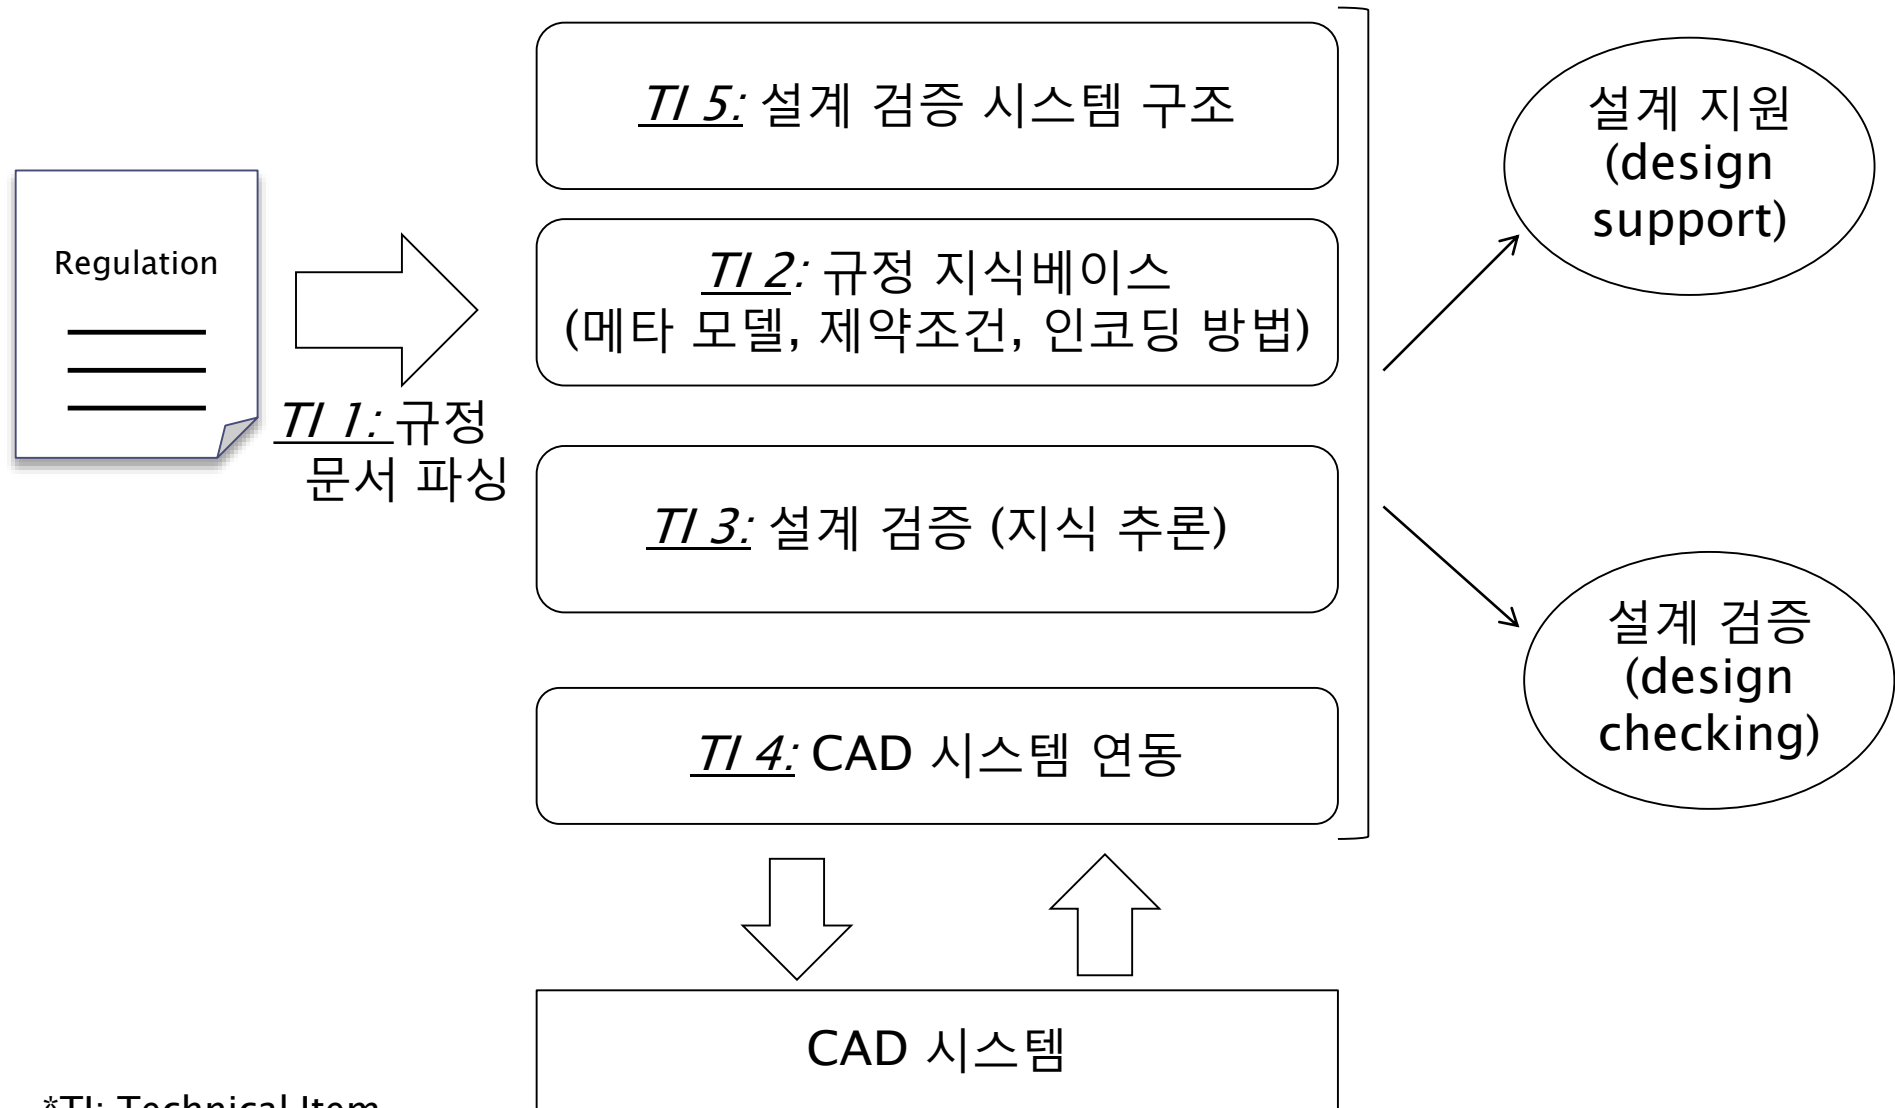 Regulation
TI 1: 규정
문서 파싱
TI 5: 설계 검증 시스템 구조
TI 2: 규정 지식베이스
(메타 모델, 제약조건, 인코딩 방법)
TI 3: 설계 검증 (지식 추론)
TI 4: CAD 시스템 연동
CAD 시스템
설계 지원
(design
support)
설계 검증
(design
checking)
*TI: Technical Item